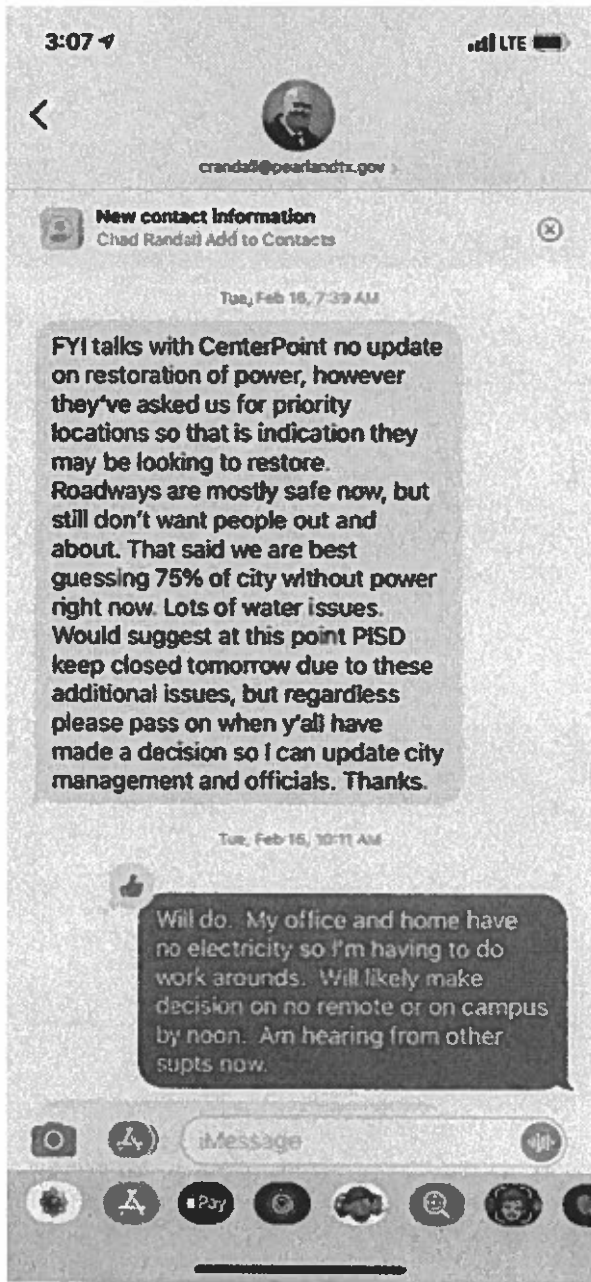 3:07
LTE
crandall@pearlandtx.gov
New contact information
Chad Randall Add to Contacts
Tue, Feb 16, 7:39 AM
FYI talks with CenterPoint no update
on restoration of power, however
they've asked us for priority
locations so that is indication they
may be looking to restore.
Roadways are mostly safe now, but
still don't want people out and
about. That said we are best
guessing 75% of city without power
right now. Lots of water issues.
Would suggest at this point PISD
keep closed tomorrow due to these
additional issues, but regardless
please pass on when y'all have
made a decision so I can update city
management and officials. Thanks.
Tue, Feb 16, 10:11 AM
Will do. My office and home have
no electricity so I'm having to do
work arounds. Will likely make
decision on no remote or on campus
by noon. Am hearing from other
supts now.
iMessage
Pay